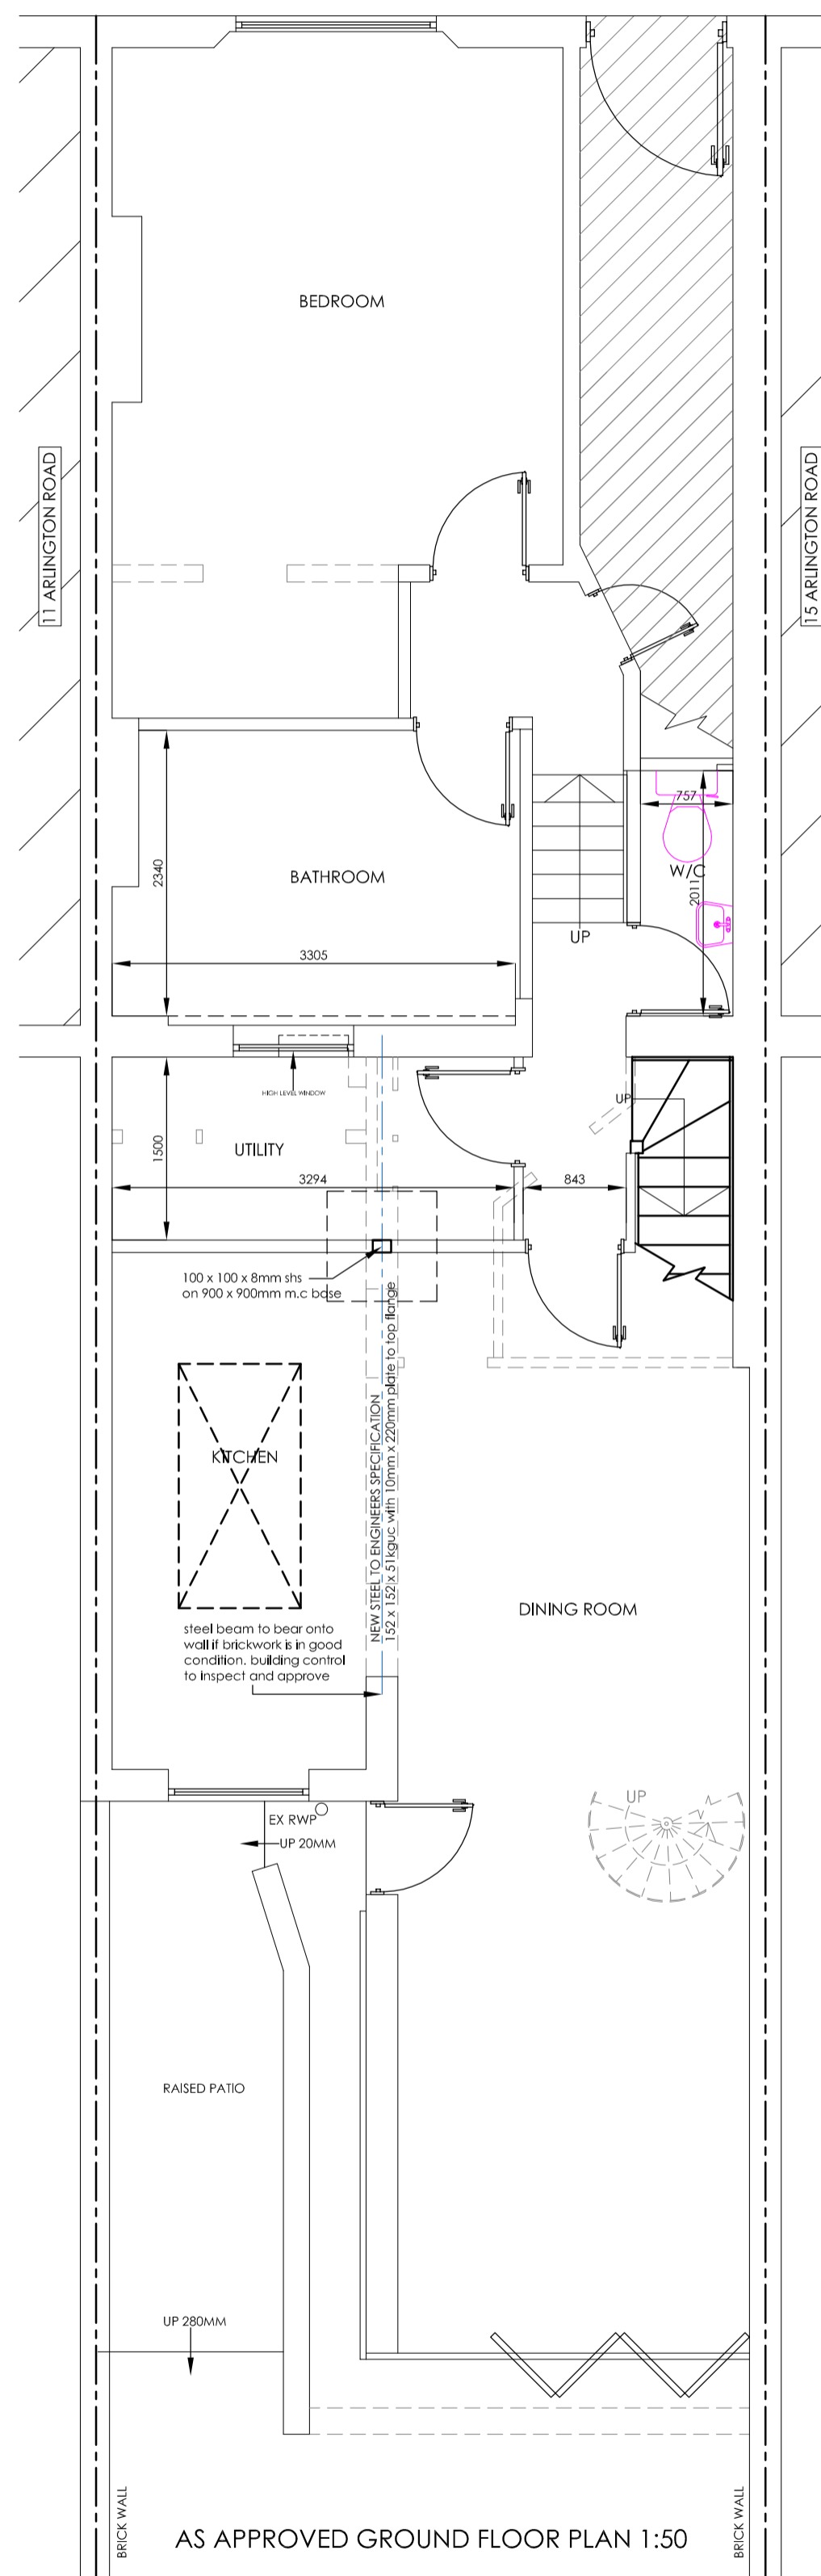 BEDROOM
11 ARLINGTON ROAD
15 ARLINGTON ROAD
757
W/C
2011
2340
BATHROOM
3305
UP
HIGH LEVEL WINDOW
UP
1500
UTILITY
3294
843
100 x 100 x 8mm shs
on 900 x 900mm m.c base
NEW STEEL TO ENGINEERS SPECIFICATION
152 x 152 x 51kguc with 10mm x 220mm plate to top flange
KITCHEN
DINING ROOM
steel beam to bear onto
wall if brickwork is in good
condition. building control
to inspect and approve
UP
EX RWP
UP 20MM
RAISED PATIO
UP 280MM
BRICK WALL
BRICK WALL
AS APPROVED GROUND FLOOR PLAN 1:50